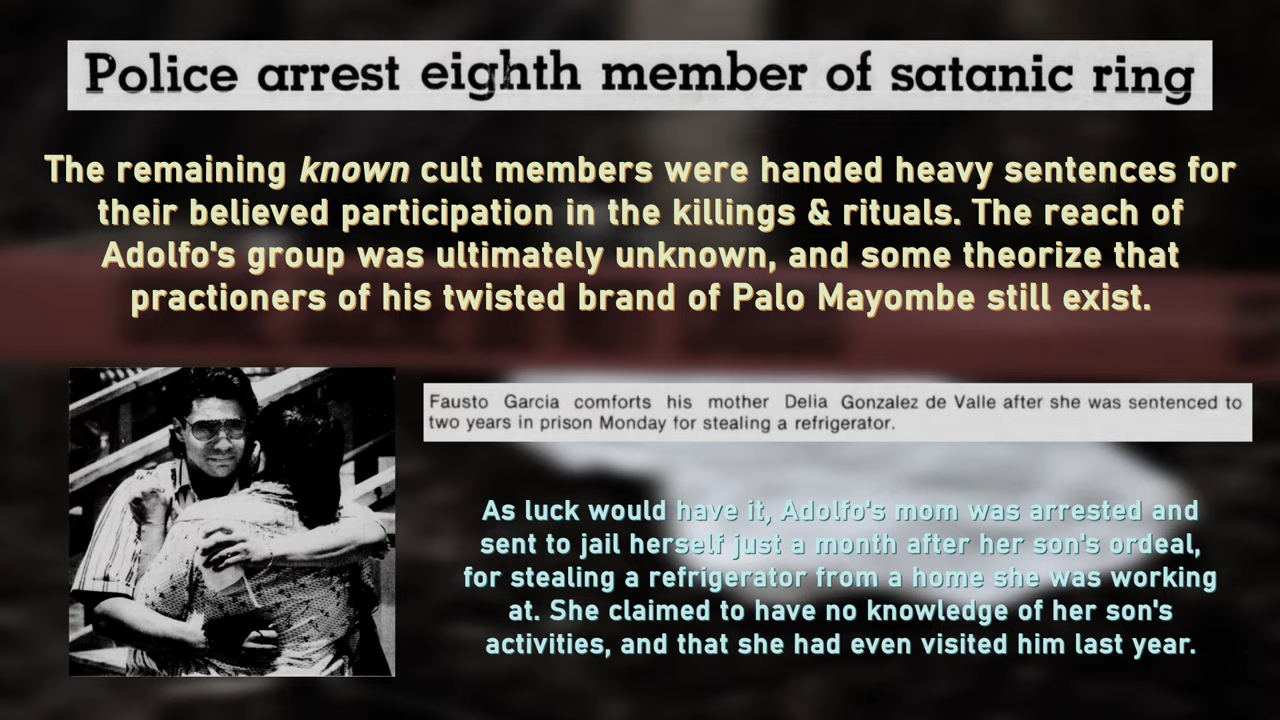 Police arrest eighth member of satanic ring
The remaining known cult members were handed heavy sentences for
their believed participation in the killings & rituals. The reach of
Adolfo's group was ultimately unknown, and some theorize that
practioners of his twisted brand of Palo Mayombe still exist.
Fausto Garcia comforts his mother Delia Gonzalez de Valle after she was sentenced to
two years in prison Monday for stealing a refrigerator.
As luck would have it, Adolfo's mom was arrested and
sent to jail herself just a month after her son's ordeal,
for stealing a refrigerator from a home she was working
at. She claimed to have no knowledge of her son's
activities, and that she had even visited him last year.